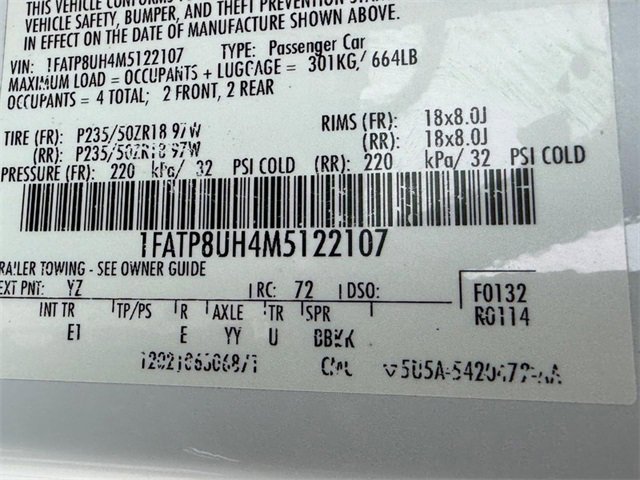 THIS VEHICLE CONFORMS
VEHICLE SAFETY, BUMPER, AND THEFT PREVENTION
IN EFFECT ON THE DATE OF MANUFACTURE SHOWN ABOVE.
VIN: 1FATP8UH4M5122107 TYPE: Passenger Car
MAXIMUM LOAD = OCCUPANTS + LUGGAGE = 301KG/ 664LB
OCCUPANTS = 4 TOTAL; 2 FRONT, 2 REAR
TIRE (FR): P235/50ZR18 97W RIMS (FR): 18x8.0J
(RR): P235/50ZR18 97W (RR): 18x8.0J
PRESSURE (FR): 220 kPa/ 32 PSI COLD (RR): 220 kPa/ 32 PSI COLD
1FATP8UH4M5122107
RAILER TOWING - SEE OWNER GUIDE
EXT PNT: YZ RC: 72 DSO: F0132
INT TR TP/PS R AXLE TR SPR R0114
E1 E YY U